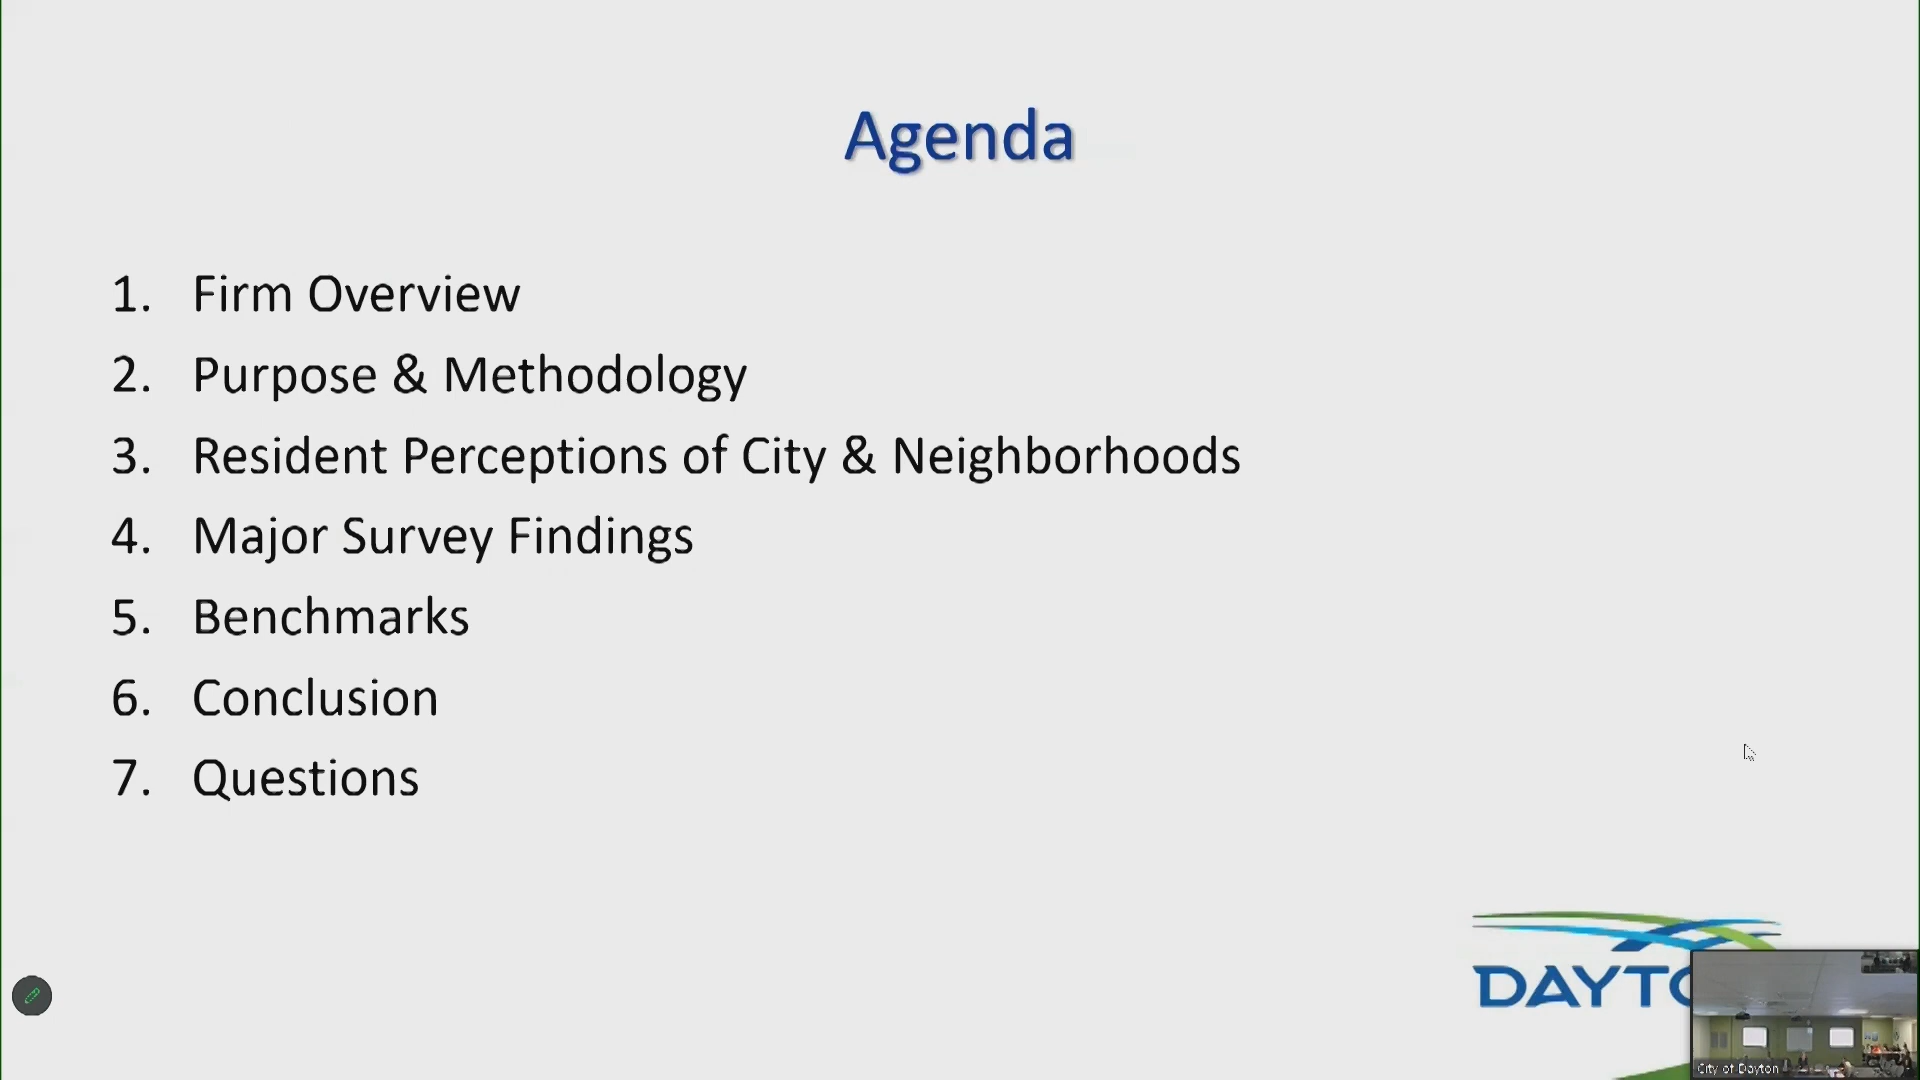 Agenda
1. Firm Overview
2. Purpose & Methodology
3. Resident Perceptions of City & Neighborhoods
4. Major Survey Findings
5. Benchmarks
6. Conclusion
7. Questions
DAYTO
City of Dayton